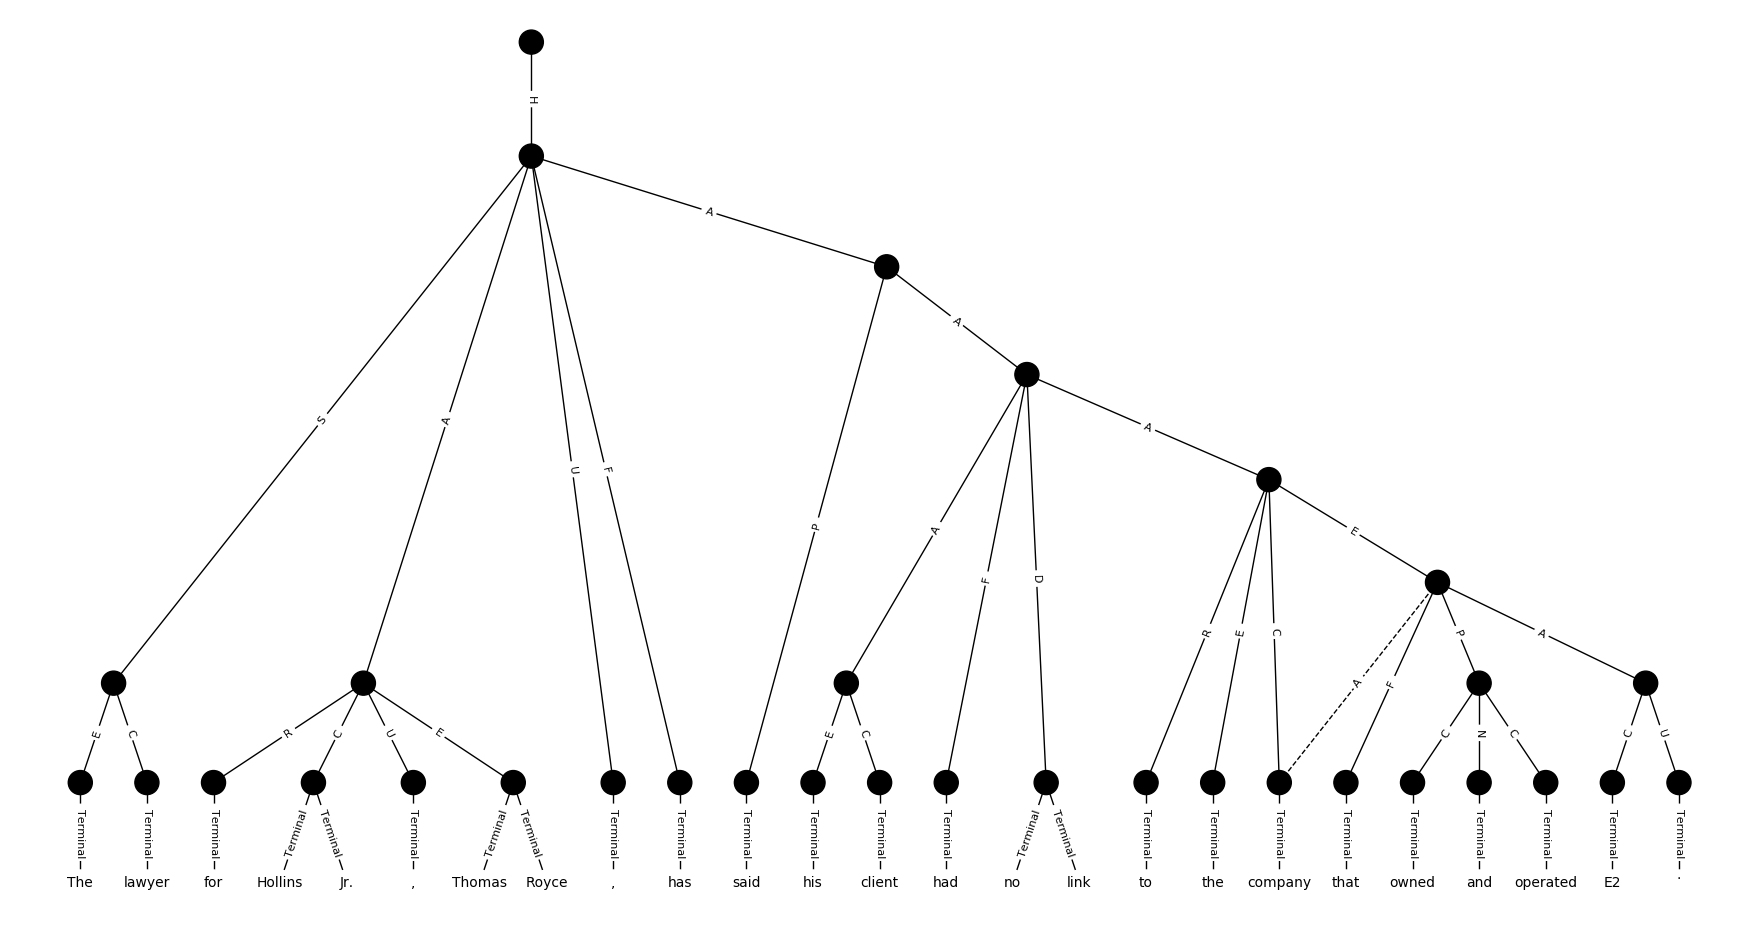 H
A
S
A
U
F
A
P
A
A
F
D
E
R
E
C
A
F
P
A
E
C
R
C
U
E
E
C
C
N
C
C
U
Terminal Terminal Terminal Terminal Terminal Terminal Terminal Terminal Terminal Terminal Terminal Terminal Terminal Terminal Terminal Terminal Terminal Terminal Terminal Terminal Terminal Terminal Terminal Terminal Terminal
The lawyer for Hollins Jr. , Thomas Royce , has said his client had no link to the company that owned and operated E2 .